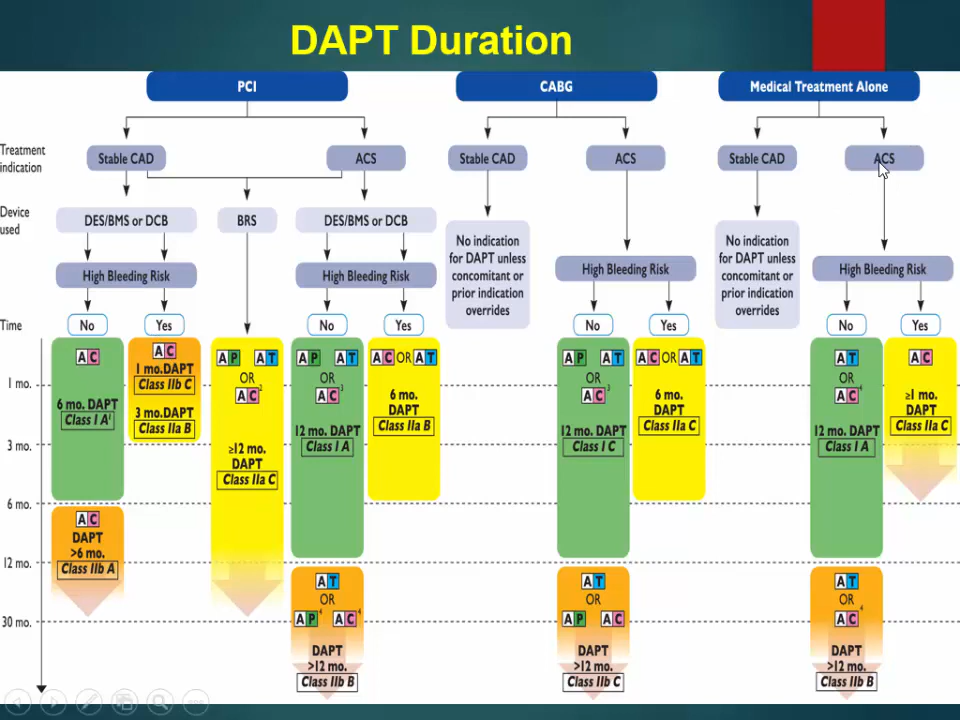 DAPT Duration
PCI
CABG
Medical Treatment Alone
Treatment
indication
Stable CAD
ACS
Stable CAD
ACS
Stable CAD
ACS
Device
used
DES/BMS or DCB
BRS
DES/BMS or DCB
No indication
for DAPT unless
concomitant or
prior indication
overrides
No indication
for DAPT unless
concomitant or
prior indication
overrides
High Bleeding Risk
High Bleeding Risk
High Bleeding Risk
High Bleeding Risk
Time
No
Yes
No
Yes
No
Yes
No
Yes
1 mo.
3 mo.
6 mo.
12 mo.
30 mo.
A C
6 mo. DAPT
Class I A¹
A C
DAPT
>6 mo.
Class IIb A
A C
1 mo.DAPT
Class IIb C
3 mo.DAPT
Class IIa B
A P A T
OR
A C ²
≥12 mo.
DAPT
Class IIa C
A P A T
OR
A C ³
12 mo. DAPT
Class I A
A T
OR
A P ⁴ A C ⁴
DAPT
>12 mo.
Class IIb B
A C OR A T
6 mo.
DAPT
Class IIa B
A P A T
OR
A C ³
12 mo. DAPT
Class I C
A T
OR
A P A C
DAPT
>12 mo.
Class IIb C
A C OR A T
6 mo.
DAPT
Class IIa C
A T
OR
A C ⁴
12 mo. DAPT
Class I A
A T
OR
A C ⁴
DAPT
>12 mo.
Class IIb B
A C
≥1 mo.
DAPT
Class IIa C